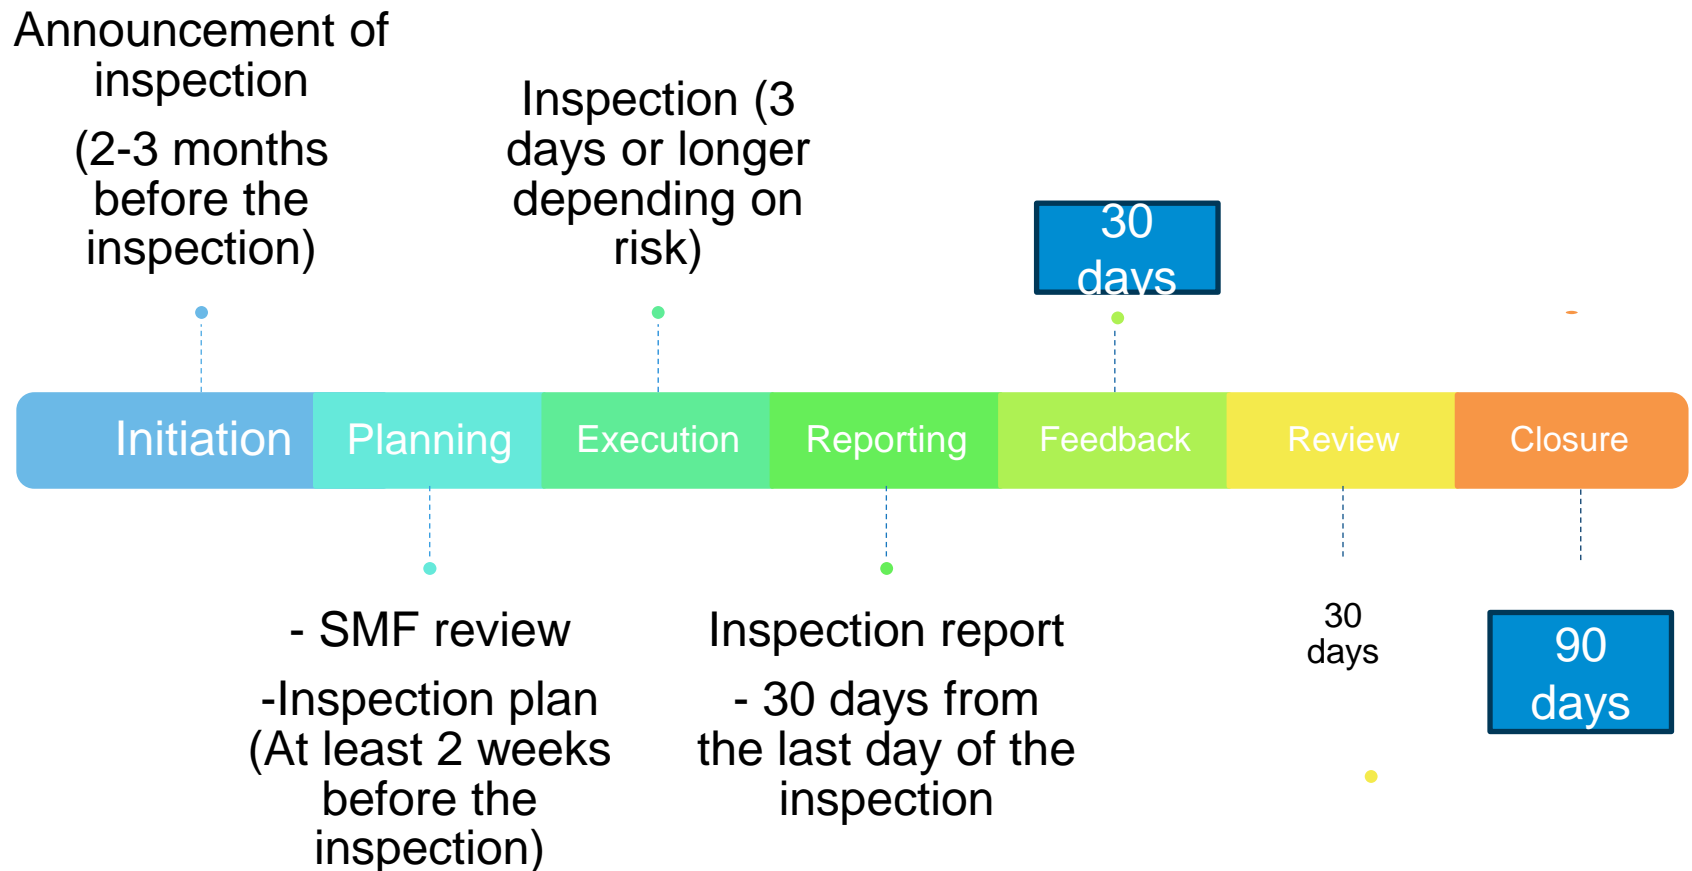 Announcement of
inspection
(2-3 months
before the
inspection)
Inspection (3
days or longer
depending on
risk)
30
days
Initiation
Planning
Execution
Reporting
Feedback
Review
Closure
- SMF review
-Inspection plan
(At least 2 weeks
before the
inspection)
Inspection report
- 30 days from
the last day of the
inspection
30
days
90
days